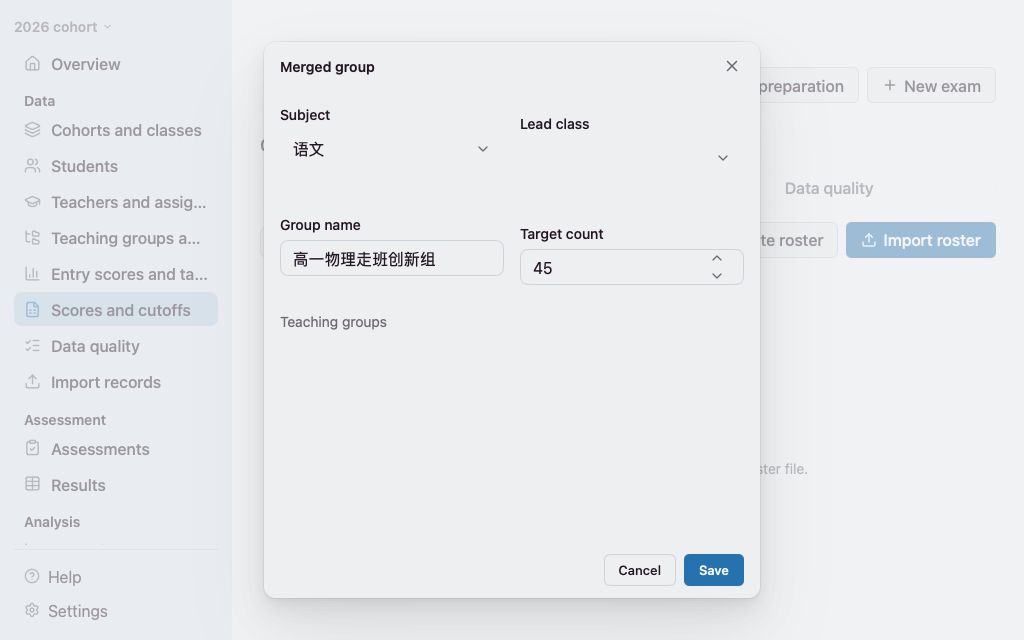 2026 cohort
Overview
Data
Cohorts and classes
Students
Teachers and assig...
Teaching groups a...
Entry scores and ta...
Scores and cutoffs
Data quality
Import records
Assessment
Assessments
Results
Analysis
Help
Settings
preparation
New exam
Data quality
te roster
Import roster
ster file.
Merged group
Subject
语文
Lead class
Group name
高一物理走班创新组
Target count
45
Teaching groups
Cancel
Save